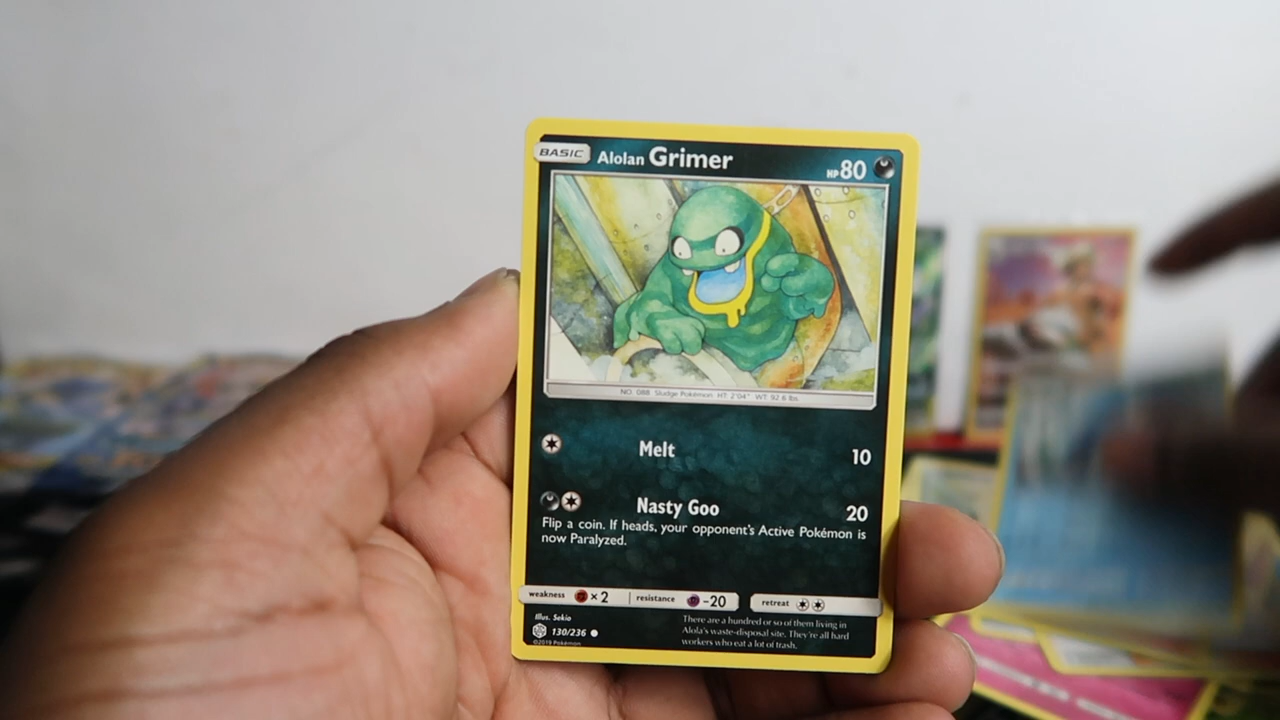 BASIC Alolan Grimer HP 80
NO. 088 Sludge Pokémon HT: 2'04" WT: 92.6 lbs.
Melt 10
Nasty Goo 20
Flip a coin. If heads, your opponent's Active Pokémon is
now Paralyzed.
weakness ×2 resistance -20 retreat
Illus. Sekio
130/236
©2019 Pokémon
There are a hundred or so of them living in
Alola's waste-disposal site. They're all hard
workers who eat a lot of trash.